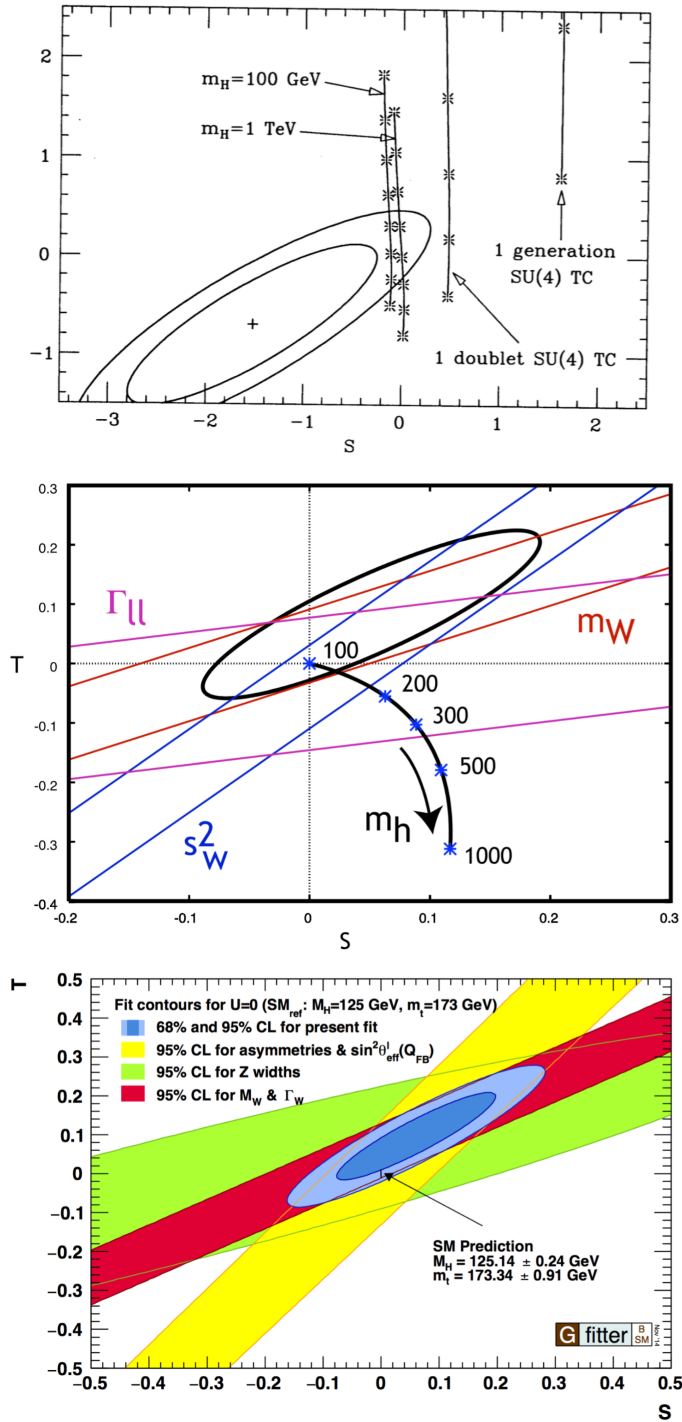 2
1
0
−1
m_H=100 GeV
m_H=1 TeV
1 generation
SU(4) TC
1 doublet SU(4) TC
−3
−2
−1
0
1
2
S
0.3
0.2
0.1
0
-0.1
-0.2
-0.3
-0.4
T
Γ_ll
m_W
s²_W
m_h
100
200
300
500
1000
-0.2
-0.1
0
0.1
0.2
0.3
S
T
0.5
0.4
0.3
0.2
0.1
0
-0.1
-0.2
-0.3
-0.4
-0.5
Fit contours for U=0 (SM_ref: M_H=125 GeV, m_t=173 GeV)
68% and 95% CL for present fit
95% CL for asymmetries & sin²θ^l_eff(Q_FB)
95% CL for Z widths
95% CL for M_W & Γ_W
SM Prediction
M_H = 125.14 ± 0.24 GeV
m_t = 173.34 ± 0.91 GeV
G fitter B SM
Nov '14
-0.5
-0.4
-0.3
-0.2
-0.1
0
0.1
0.2
0.3
0.4
0.5
S